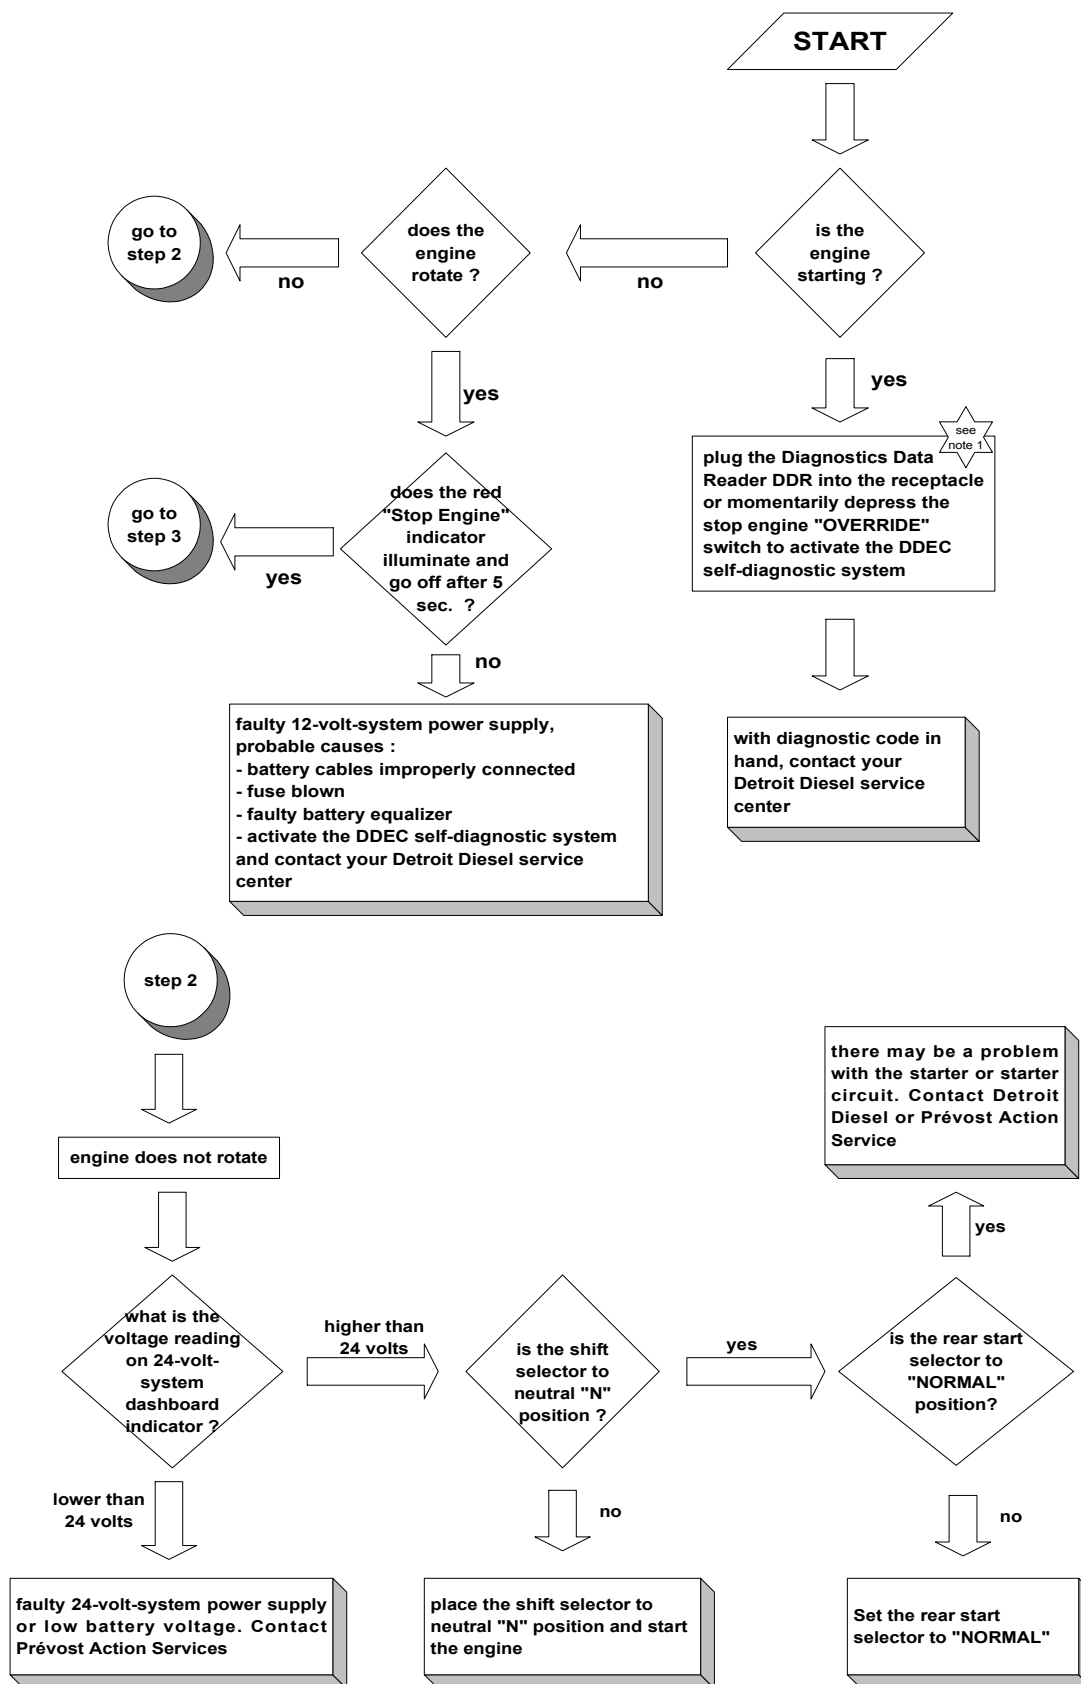 START
is the
engine
starting ?
no
does the
engine
rotate ?
no
go to
step 2
yes
yes
see
note 1
plug the Diagnostics Data
Reader DDR into the receptacle
or momentarily depress the
stop engine "OVERRIDE"
switch to activate the DDEC
self-diagnostic system
does the red
"Stop Engine"
indicator
illuminate and
go off after 5
sec. ?
yes
go to
step 3
no
faulty 12-volt-system power supply,
probable causes :
- battery cables improperly connected
- fuse blown
- faulty battery equalizer
- activate the DDEC self-diagnostic system
and contact your Detroit Diesel service
center
with diagnostic code in
hand, contact your
Detroit Diesel service
center
step 2
engine does not rotate
what is the
voltage reading
on 24-volt-
system
dashboard
indicator ?
higher than
24 volts
is the shift
selector to
neutral "N"
position ?
yes
is the rear start
selector to
"NORMAL"
position?
yes
there may be a problem
with the starter or starter
circuit. Contact Detroit
Diesel or Prévost Action
Service
lower than
24 volts
no
no
faulty 24-volt-system power supply
or low battery voltage. Contact
Prévost Action Services
place the shift selector to
neutral "N" position and start
the engine
Set the rear start
selector to "NORMAL"